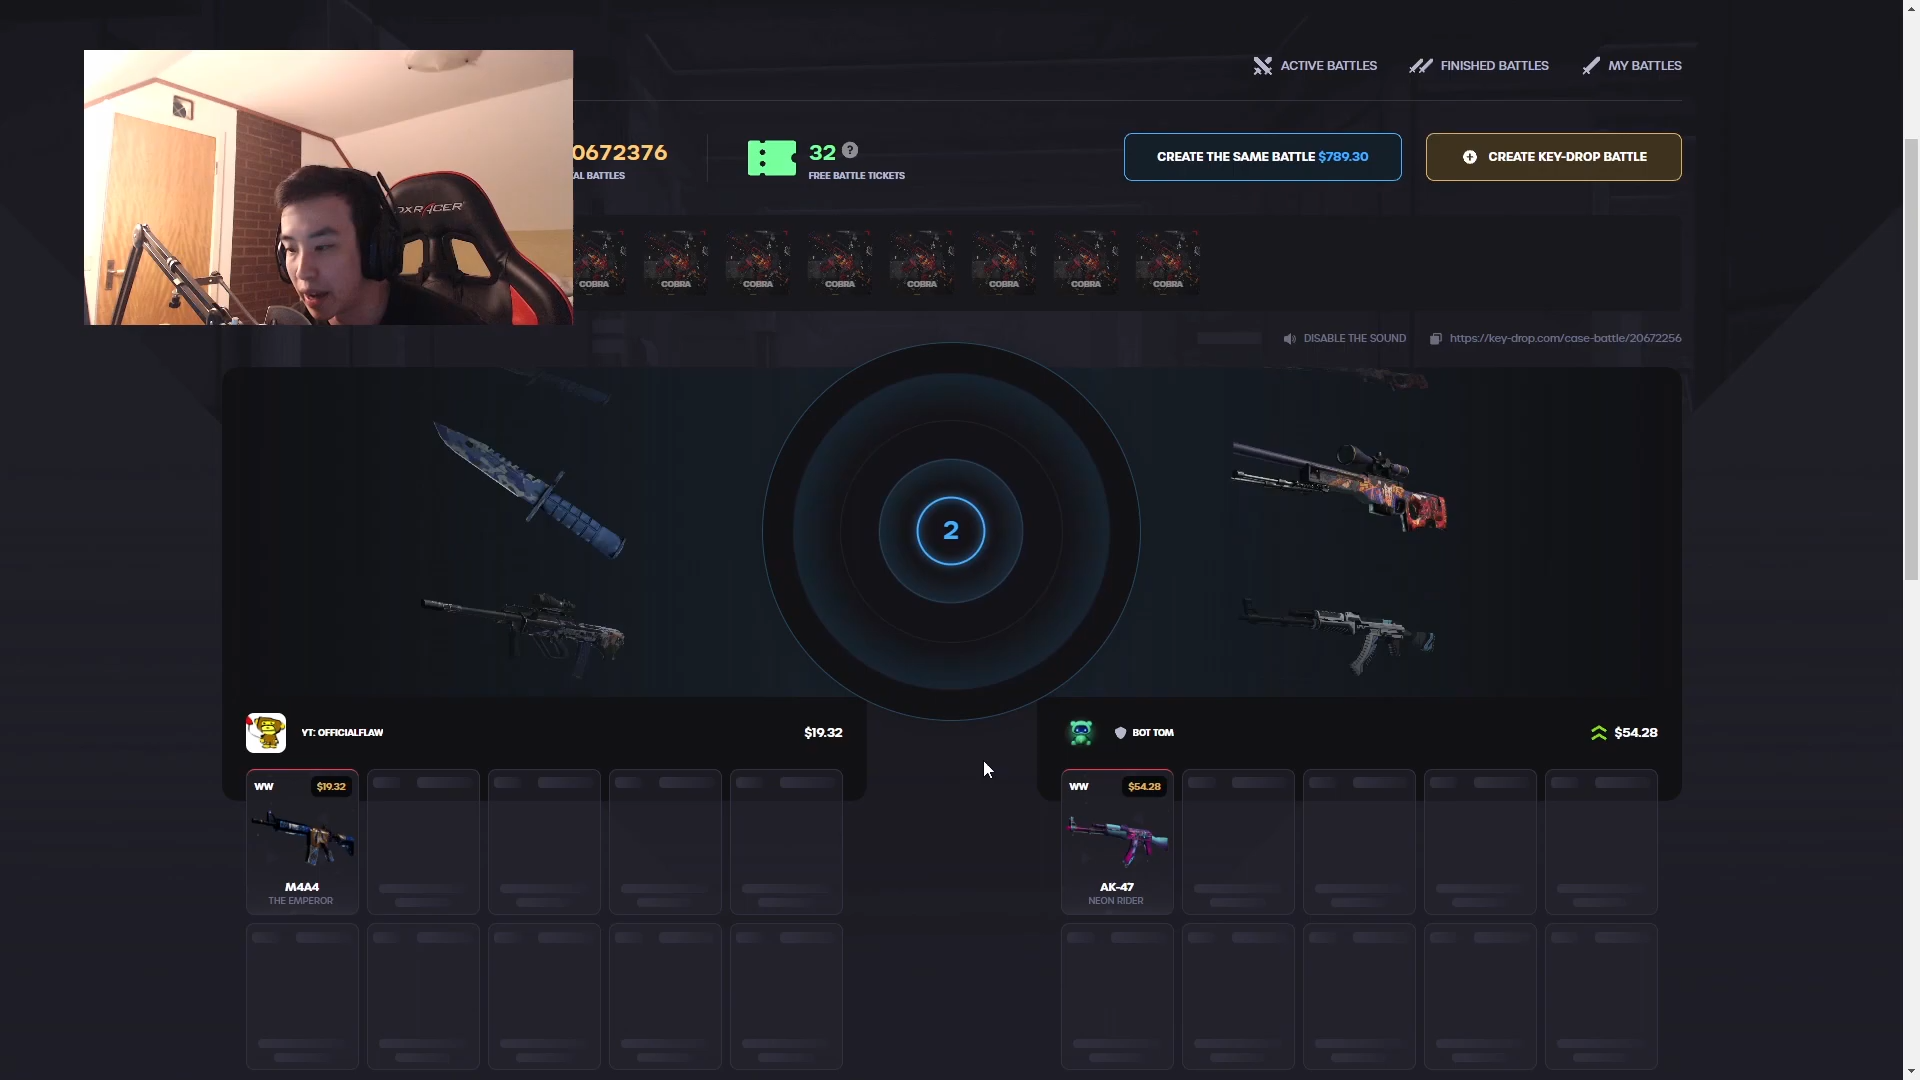 ACTIVE BATTLES
FINISHED BATTLES
MY BATTLES
0672376
AL BATTLES
32
?
FREE BATTLE TICKETS
CREATE THE SAME BATTLE $789.30
CREATE KEY-DROP BATTLE
DXRACER
COBRA
COBRA
COBRA
COBRA
COBRA
COBRA
COBRA
COBRA
DISABLE THE SOUND
https://key-drop.com/case-battle/20672256
2
YT: OFFICIALFLAW
$19.32
BOT TOM
$54.28
WW
$19.32
M4A4
THE EMPEROR
WW
$54.28
AK-47
NEON RIDER